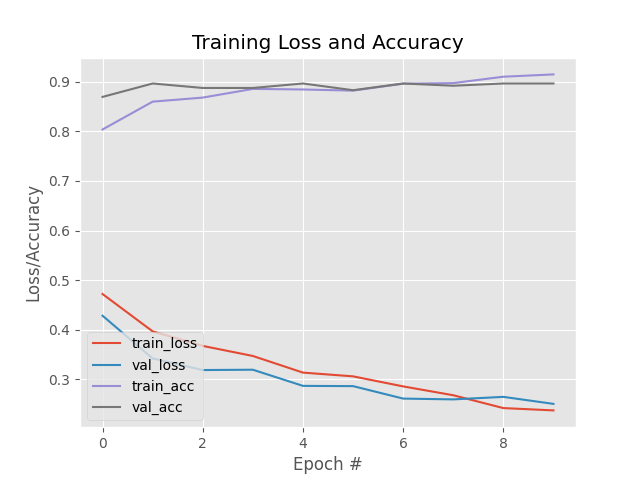 Training Loss and Accuracy
Loss/Accuracy
0.9
0.8
0.7
0.6
0.5
0.4
0.3
train_loss
val_loss
train_acc
val_acc
0 2 4 6 8
Epoch #